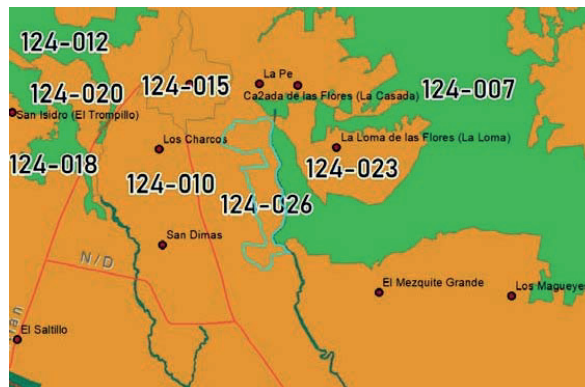 124-012
124-020
124-015
La Pe
Ca2ada de las Flores (La Casada)
124-007
San Isidro (El Trompillo)
Los Charcos
La Loma de las Flores (La Loma)
124-018
124-010
124-023
124-026
San Dimas
N/D
El Mezquite Grande
Los Magueye
El Saltillo
uan